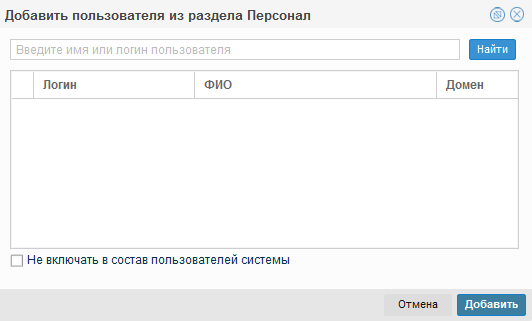 Добавить пользователя из раздела Персонал
Введите имя или логин пользователя Найти
Логин ФИО Домен
Не включать в состав пользователей системы
Отмена Добавить